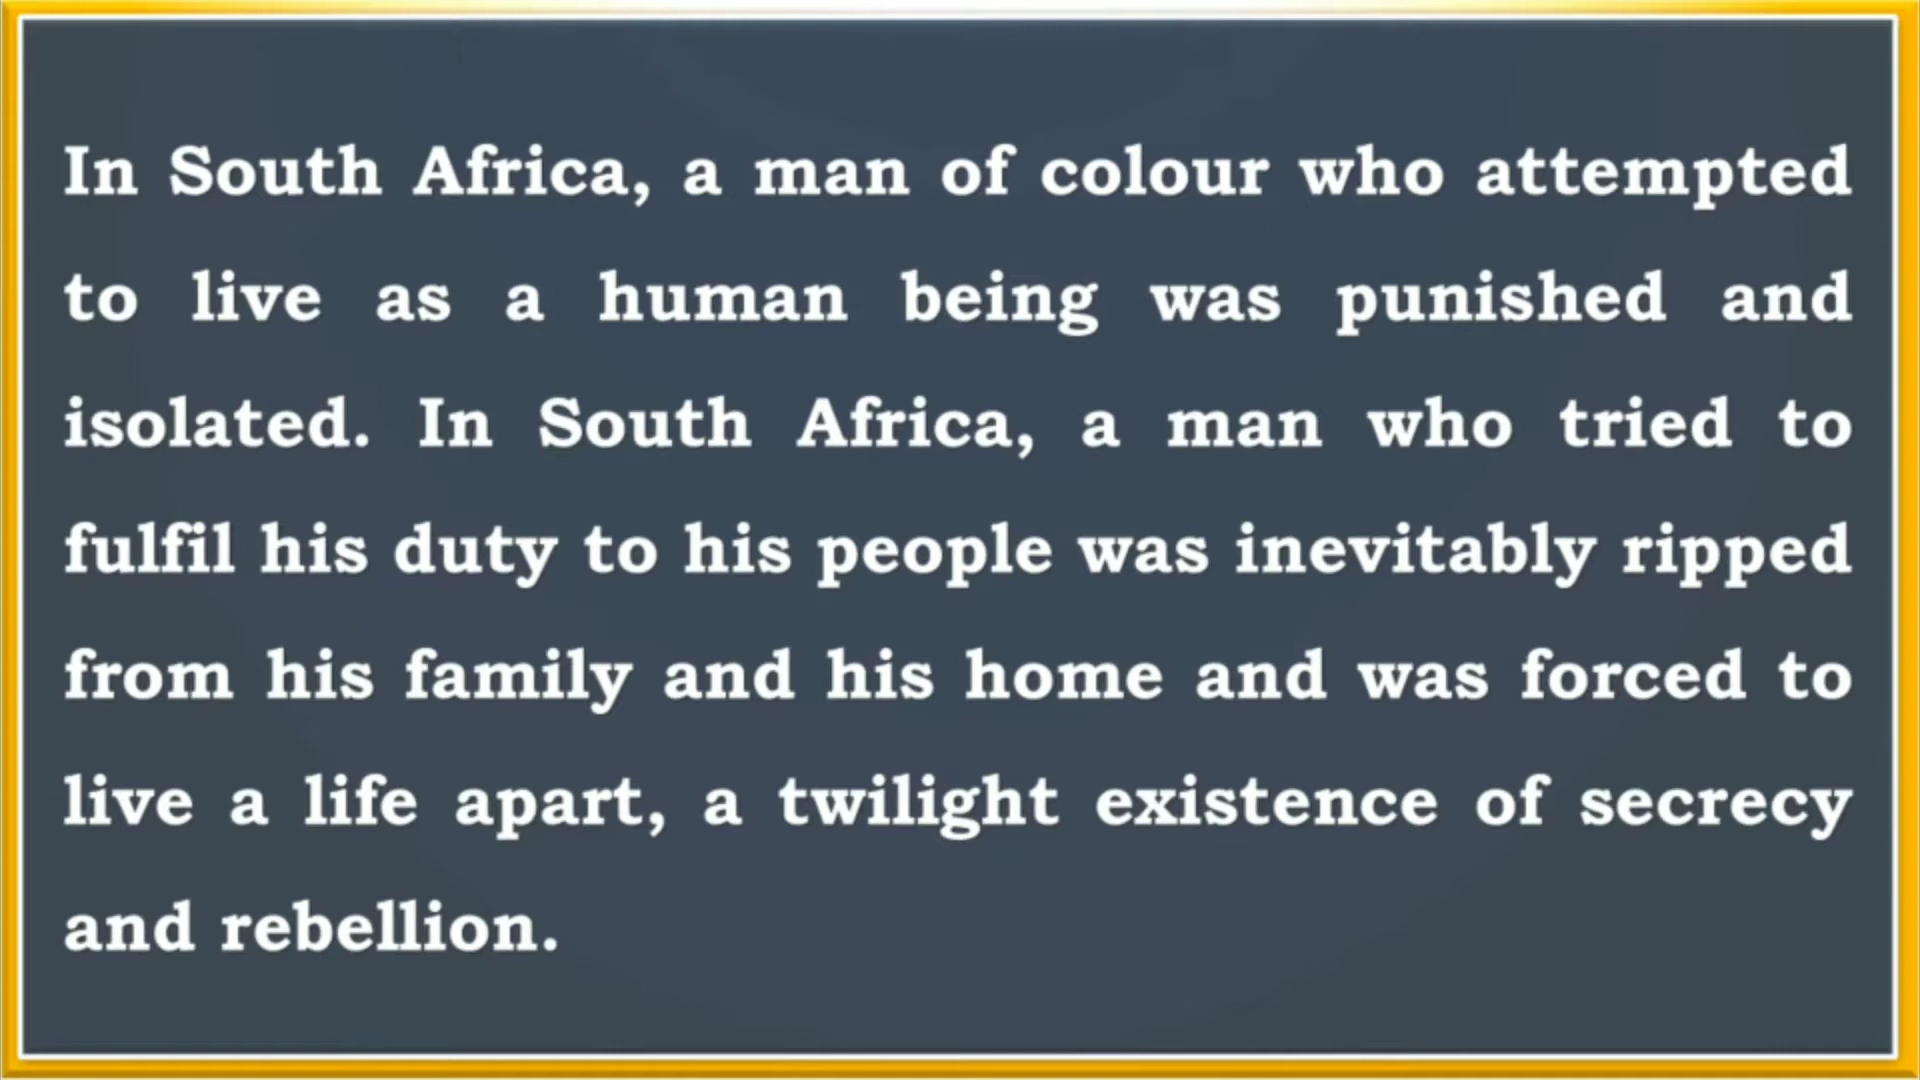 In South Africa, a man of colour who attempted
to live as a human being was punished and
isolated. In South Africa, a man who tried to
fulfil his duty to his people was inevitably ripped
from his family and his home and was forced to
live a life apart, a twilight existence of secrecy
and rebellion.